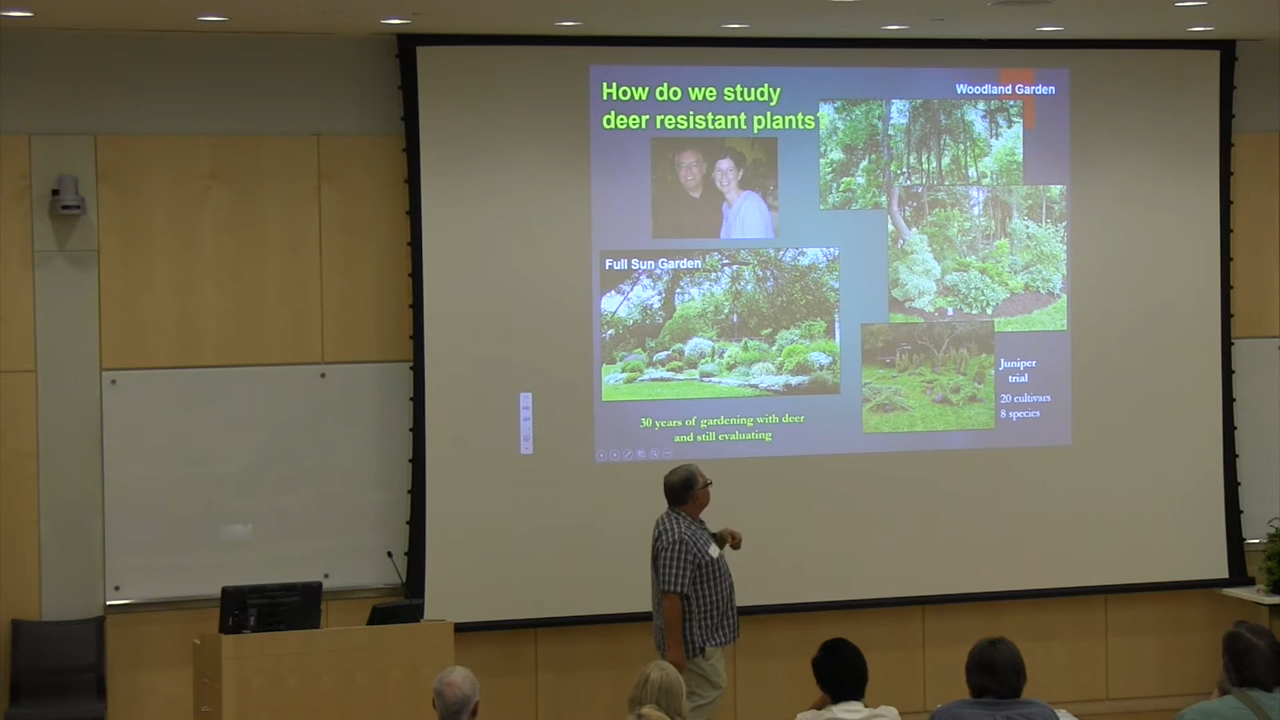 How do we study
deer resistant plants?
Woodland Garden
Full Sun Garden
30 years of gardening with deer
and still evaluating
Juniper
trial
20 cultivars
8 species